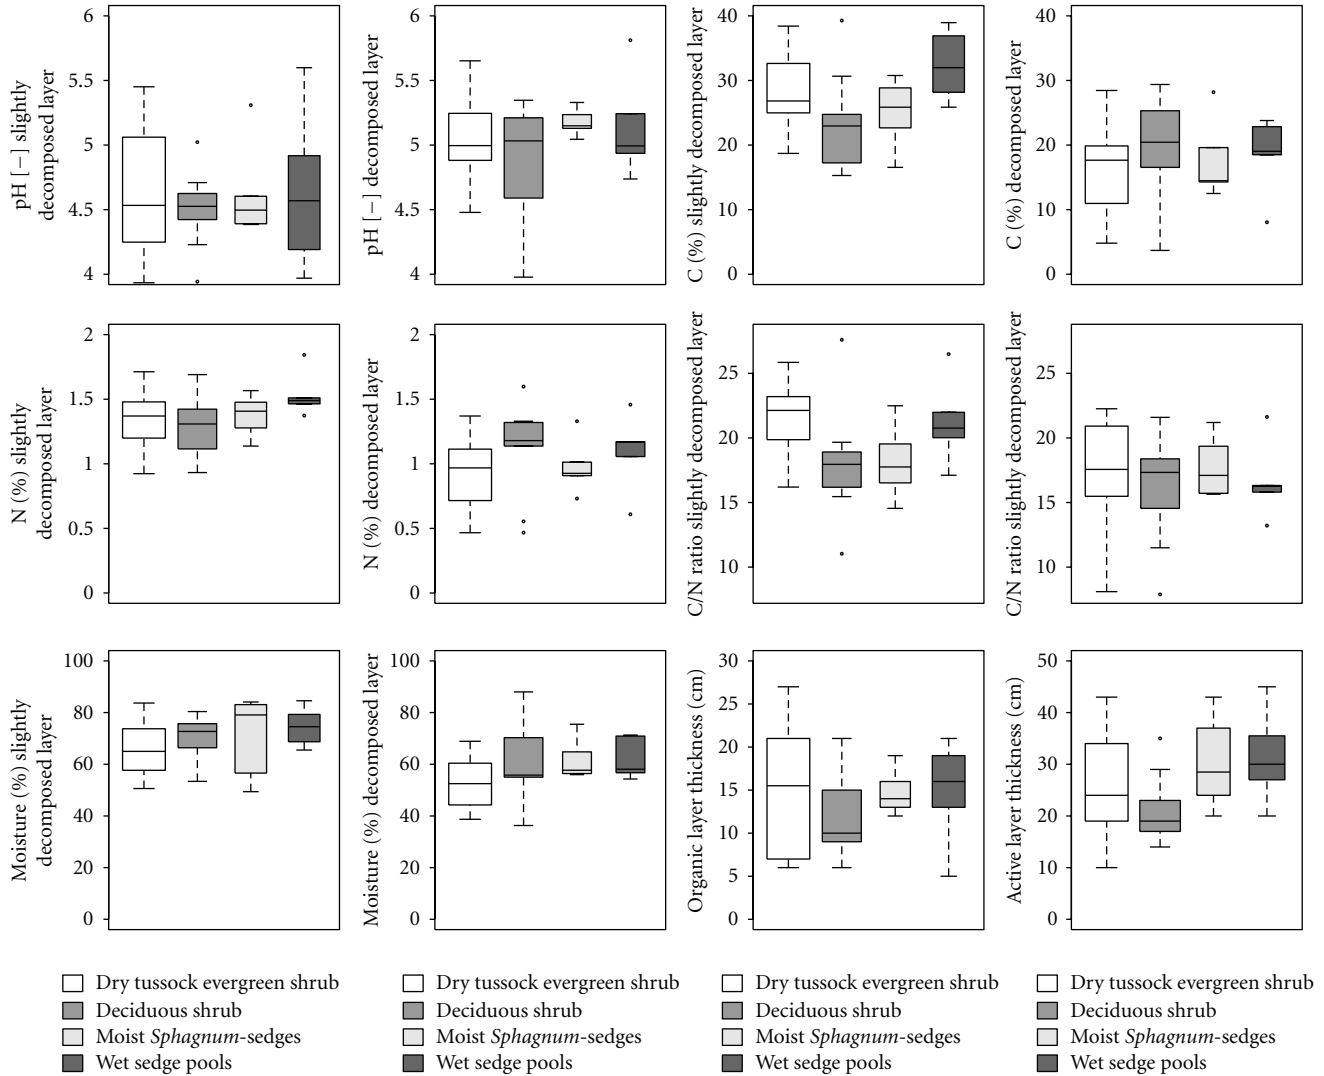 6
5.5
5
4.5
4
pH [−] slightly
decomposed layer
6
5.5
5
4.5
4
pH [−] decomposed layer
40
30
20
10
0
C (%) slightly decomposed layer
40
30
20
10
0
C (%) decomposed layer
2
1.5
1
0.5
0
N (%) slightly
decomposed layer
2
1.5
1
0.5
0
N (%) decomposed layer
25
20
15
10
C/N ratio slightly decomposed layer
25
20
15
10
C/N ratio slightly decomposed layer
100
80
60
40
20
0
Moisture (%) slightly
decomposed layer
100
80
60
40
20
0
Moisture (%) decomposed layer
30
25
20
15
10
5
0
Organic layer thickness (cm)
50
40
30
20
10
0
Active layer thickness (cm)
Dry tussock evergreen shrub
Deciduous shrub
Moist Sphagnum-sedges
Wet sedge pools
Dry tussock evergreen shrub
Deciduous shrub
Moist Sphagnum-sedges
Wet sedge pools
Dry tussock evergreen shrub
Deciduous shrub
Moist Sphagnum-sedges
Wet sedge pools
Dry tussock evergreen shrub
Deciduous shrub
Moist Sphagnum-sedges
Wet sedge pools